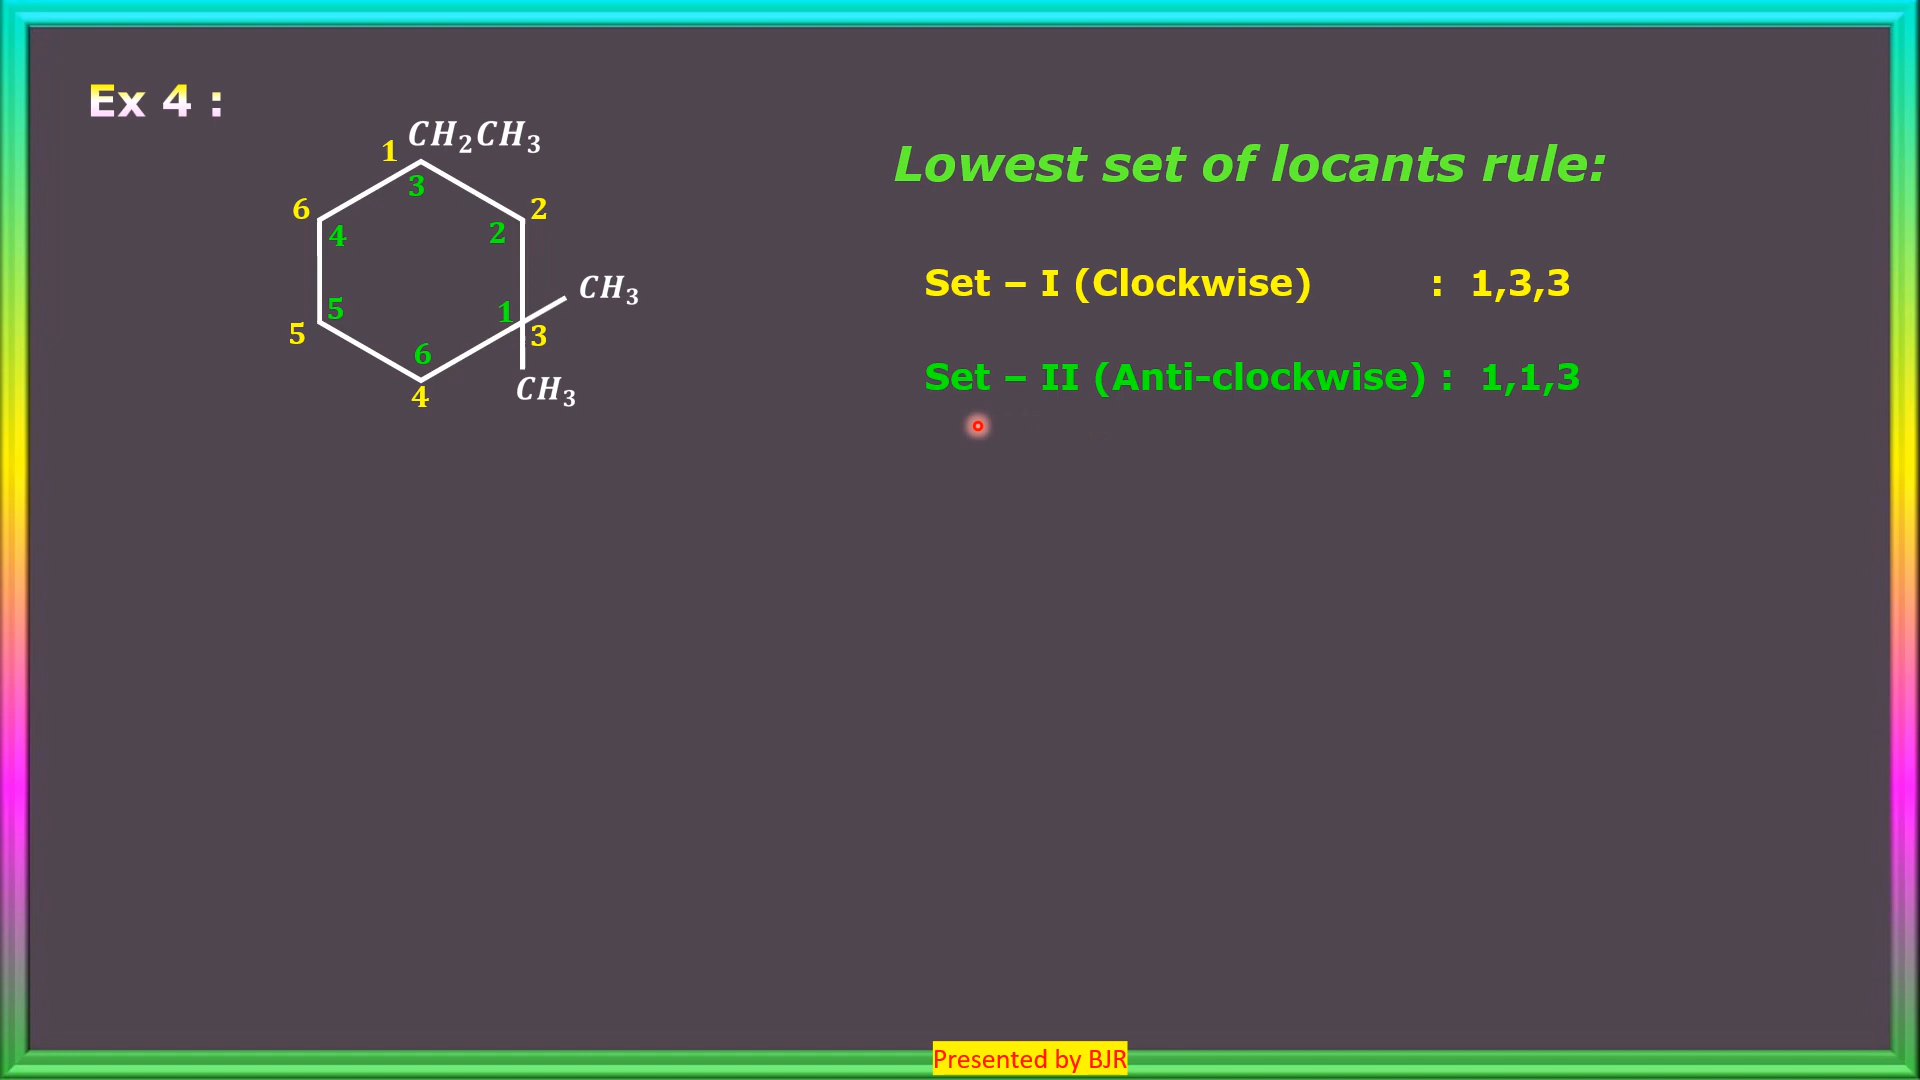 Ex 4 :
1 CH₂CH₃
3
6 2
4 2
CH₃
5 1
5 3
6
4 CH₃
Lowest set of locants rule:
Set – I (Clockwise) : 1,3,3
Set – II (Anti-clockwise) : 1,1,3
Presented by BJR